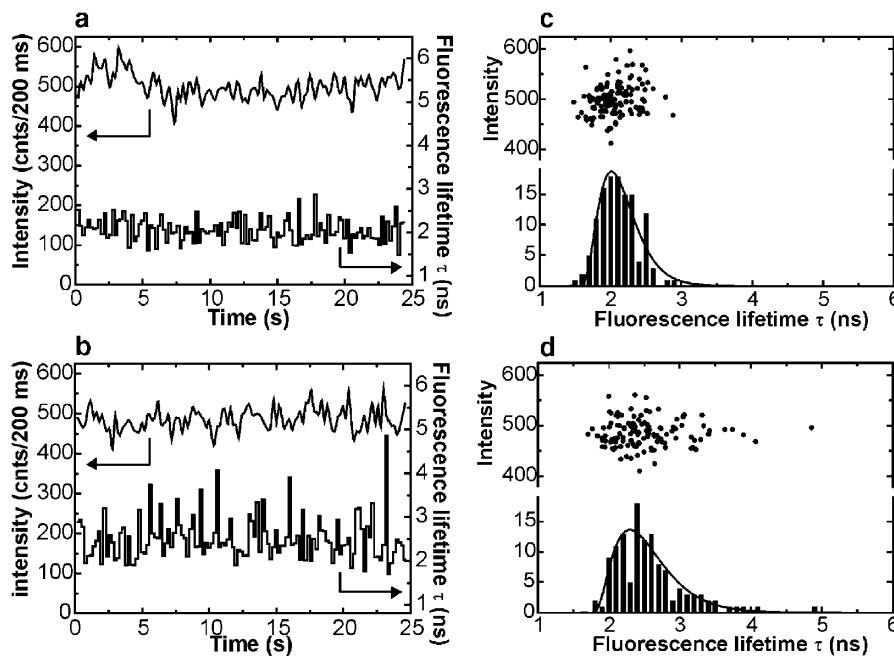 a
Intensity (cnts/200 ms)
600
500
400
300
200
100
0
0 5 10 15 20 25
Time (s)
6
5
4
3
2
1
Fluorescence lifetime τ (ns)
c
Intensity
600
500
400
15
10
5
0
1 2 3 4 5 6
Fluorescence lifetime τ (ns)
b
intensity (cnts/200 ms)
600
500
400
300
200
100
0
0 5 10 15 20 25
Time (s)
6
5
4
3
2
1
Fluorescence lifetime τ (ns)
d
Intensity
600
500
400
15
10
5
0
1 2 3 4 5 6
Fluorescence lifetime τ (ns)